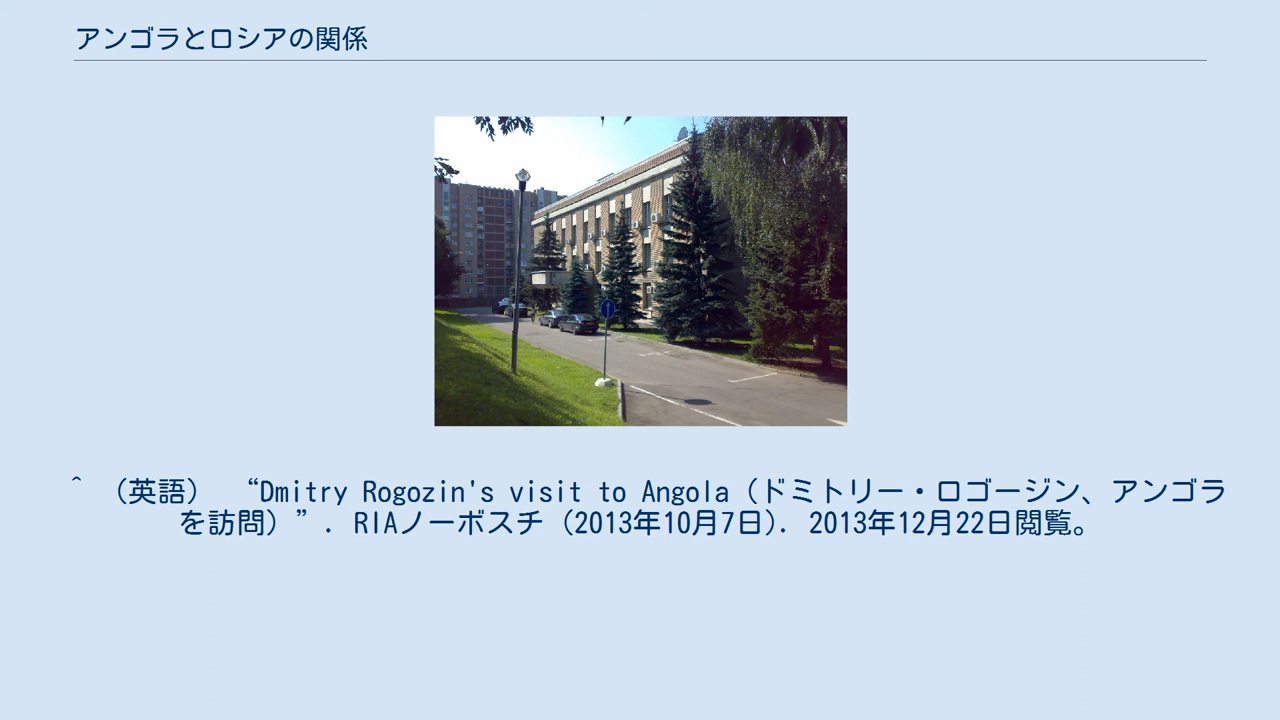 アンゴラとロシアの関係
^ （英語） “Dmitry Rogozin's visit to Angola (ドミトリー・ロゴージン、アンゴラ
を訪問）”. RIAノーボスチ (2013年10月7日). 2013年12月22日閲覧。